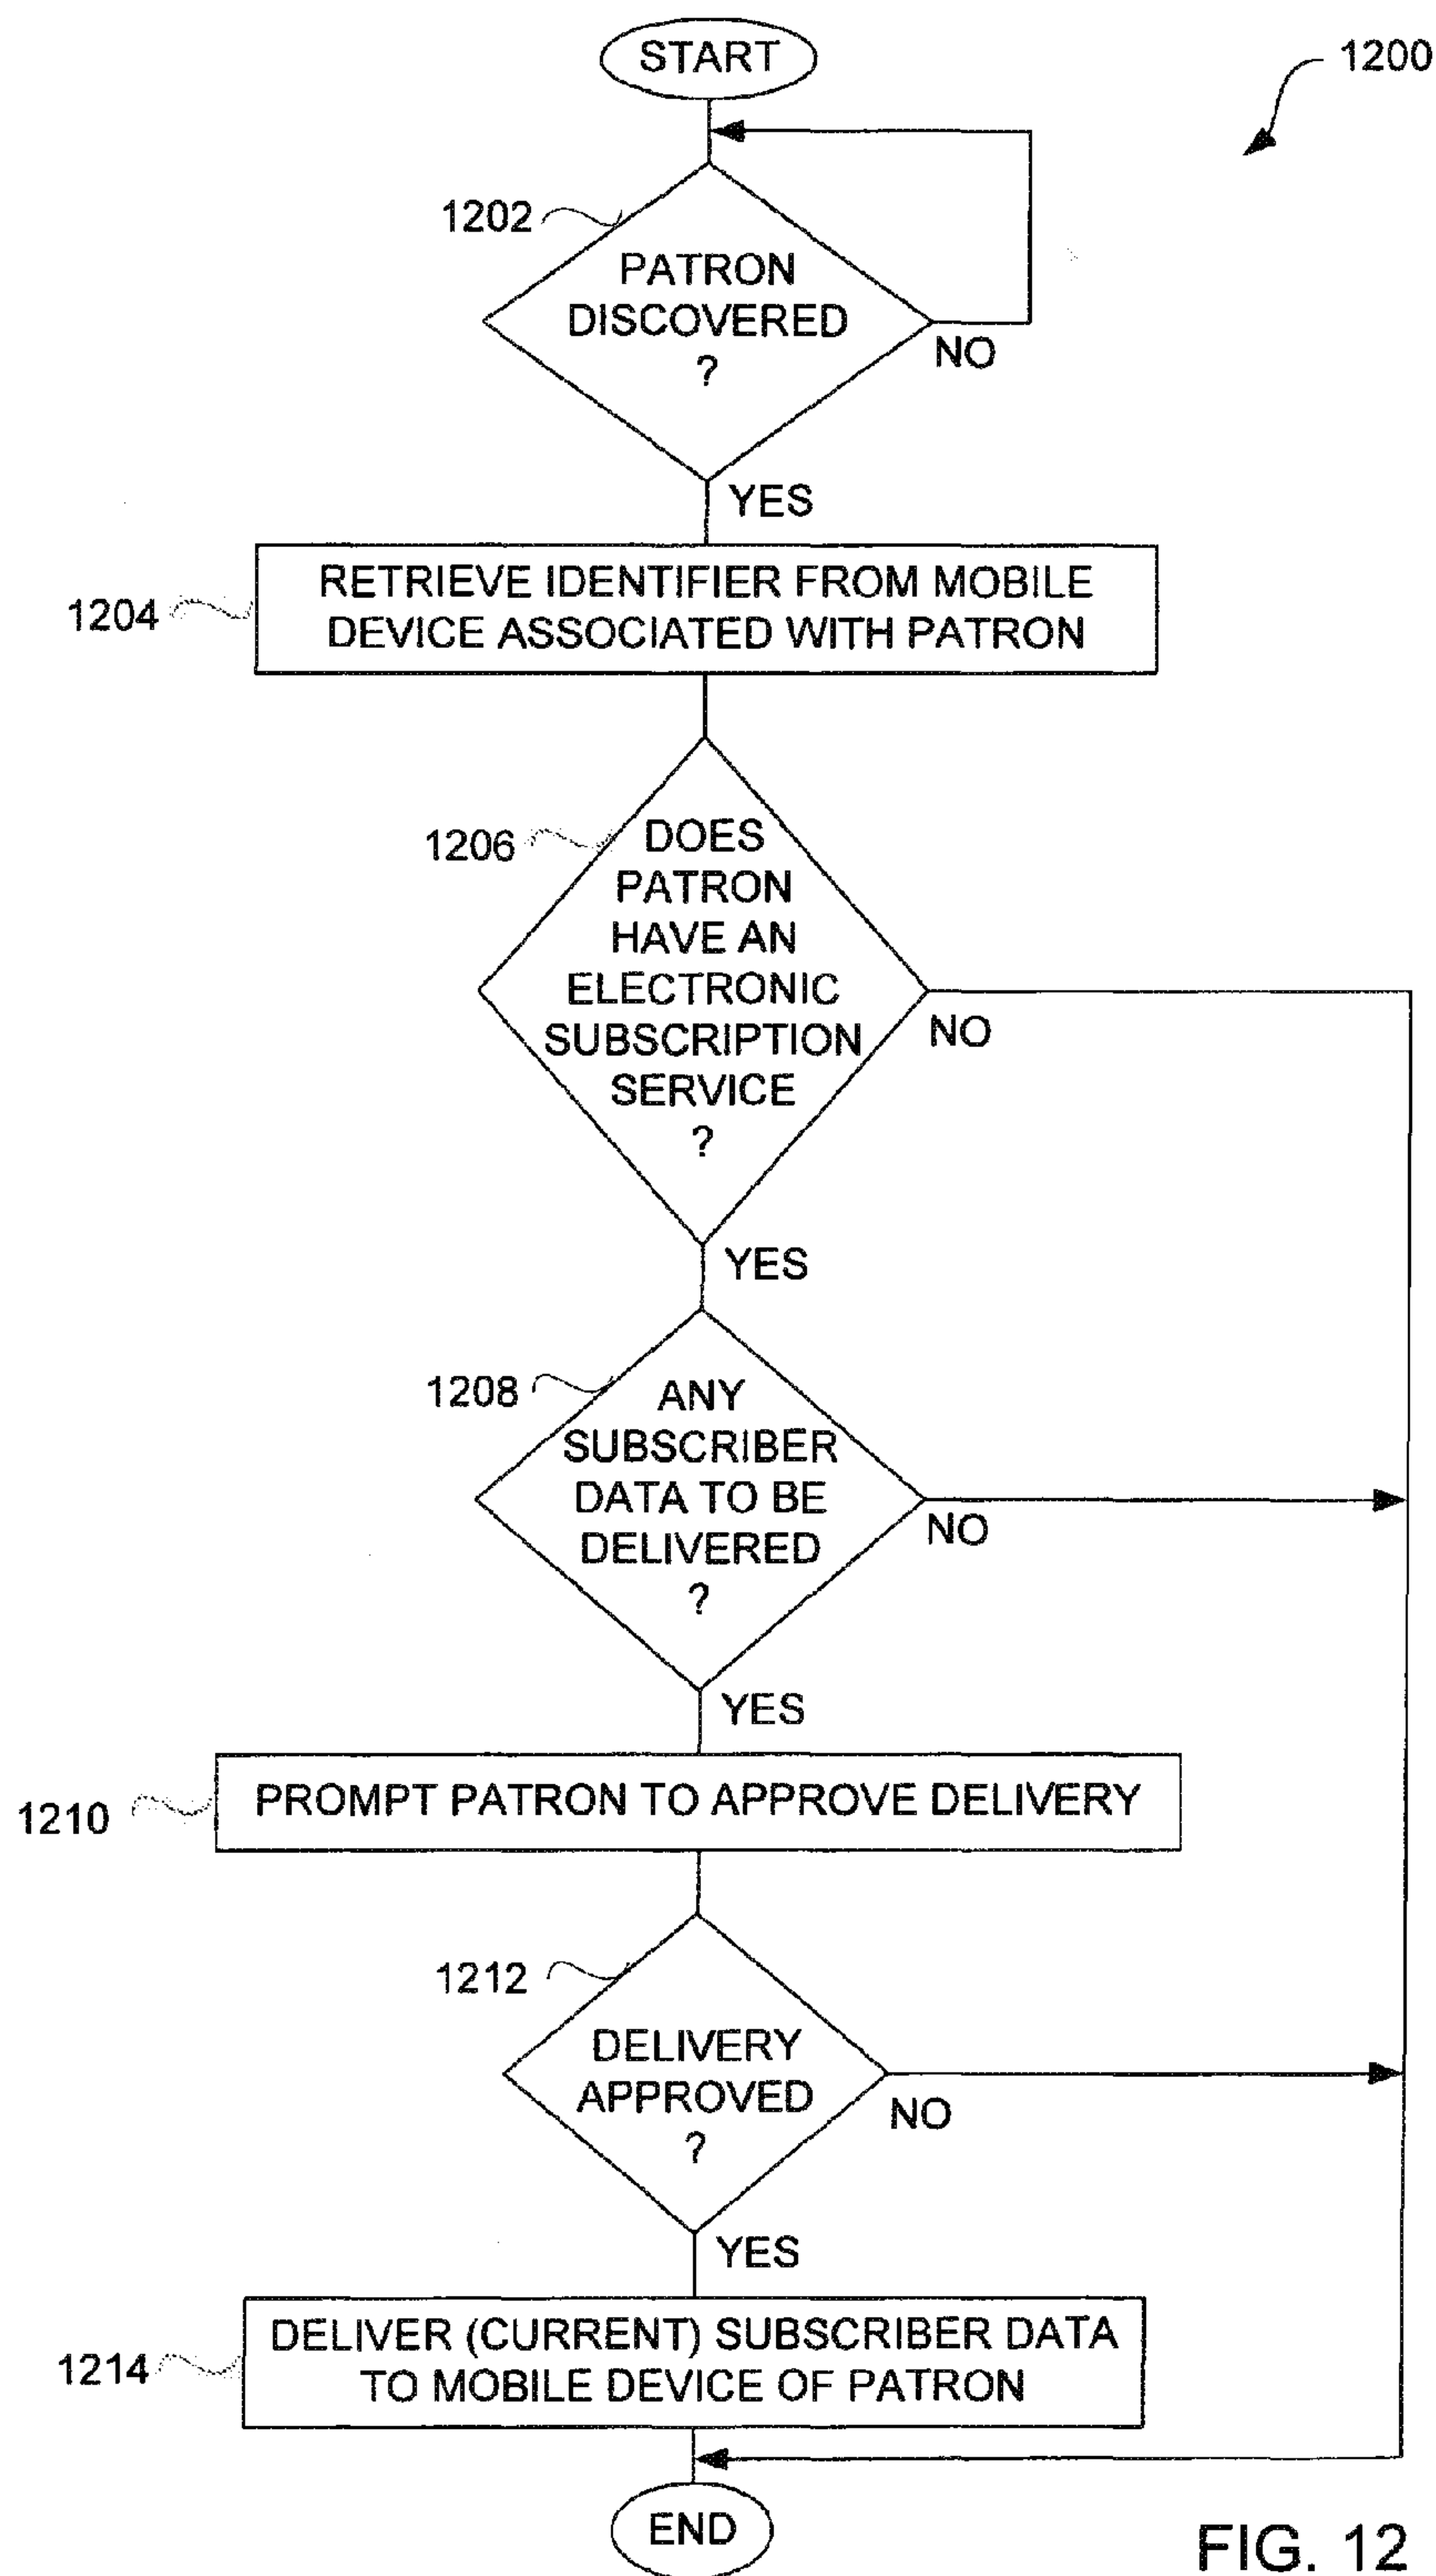 START
1200
1202
PATRON
DISCOVERED
?
NO
YES
1204
RETRIEVE IDENTIFIER FROM MOBILE
DEVICE ASSOCIATED WITH PATRON
1206
DOES
PATRON
HAVE AN
ELECTRONIC
SUBSCRIPTION
SERVICE
?
NO
YES
1208
ANY
SUBSCRIBER
DATA TO BE
DELIVERED
?
NO
YES
1210
PROMPT PATRON TO APPROVE DELIVERY
1212
DELIVERY
APPROVED
?
NO
YES
1214
DELIVER (CURRENT) SUBSCRIBER DATA
TO MOBILE DEVICE OF PATRON
END
FIG. 12